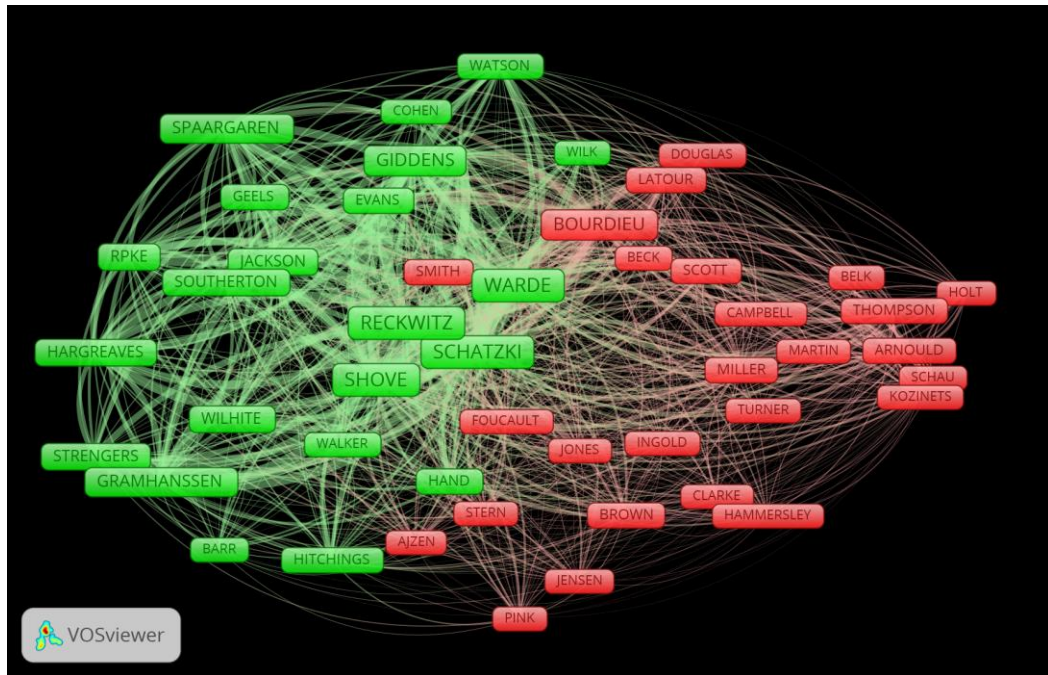 WATSON
COHEN
SPAARGAREN
GIDDENS
WILK
DOUGLAS
LATOUR
GEELS
EVANS
BOURDIEU
RPKE
JACKSON
SOUTHERTON
SMITH
WARDE
BECK
SCOTT
BELK
HOLT
THOMPSON
CAMPBELL
RECKWITZ
HARGREAVES
SCHATZKI
MARTIN
ARNOULD
SHOVE
MILLER
SCHAU
KOZINETS
WILHITE
TURNER
FOUCAULT
WALKER
JONES
INGOLD
STRENGERS
GRAMHANSSEN
HAND
CLARKE
STERN
BROWN
HAMMERSLEY
BARR
HITCHINGS
AJZEN
JENSEN
PINK
VOSviewer